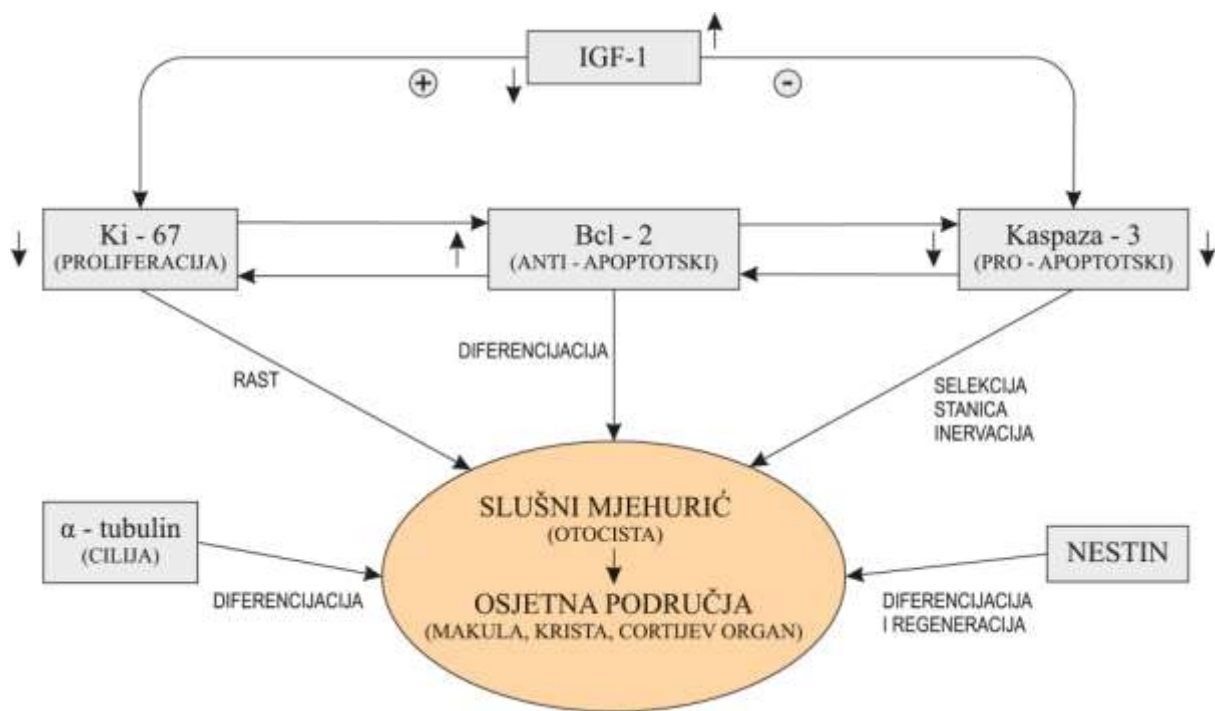 IGF-1
+
-
Ki - 67
(PROLIFERACIJA)
Bcl - 2
(ANTI - APOPTOTSKI)
Kaspaza - 3
(PRO - APOPTOTSKI)
RAST
DIFERENCIJACIJA
SELEKCIJA
STANICA
INERVACIJA
SLUŠNI MJEHURIĆ
(OTOCISTA)
OSJETNA PODRUČJA
(MAKULA, KRISTA, CORTIJEV ORGAN)
α - tubulin
(CILIJA)
DIFERENCIJACIJA
NESTIN
DIFERENCIJACIJA
I REGENERACIJA